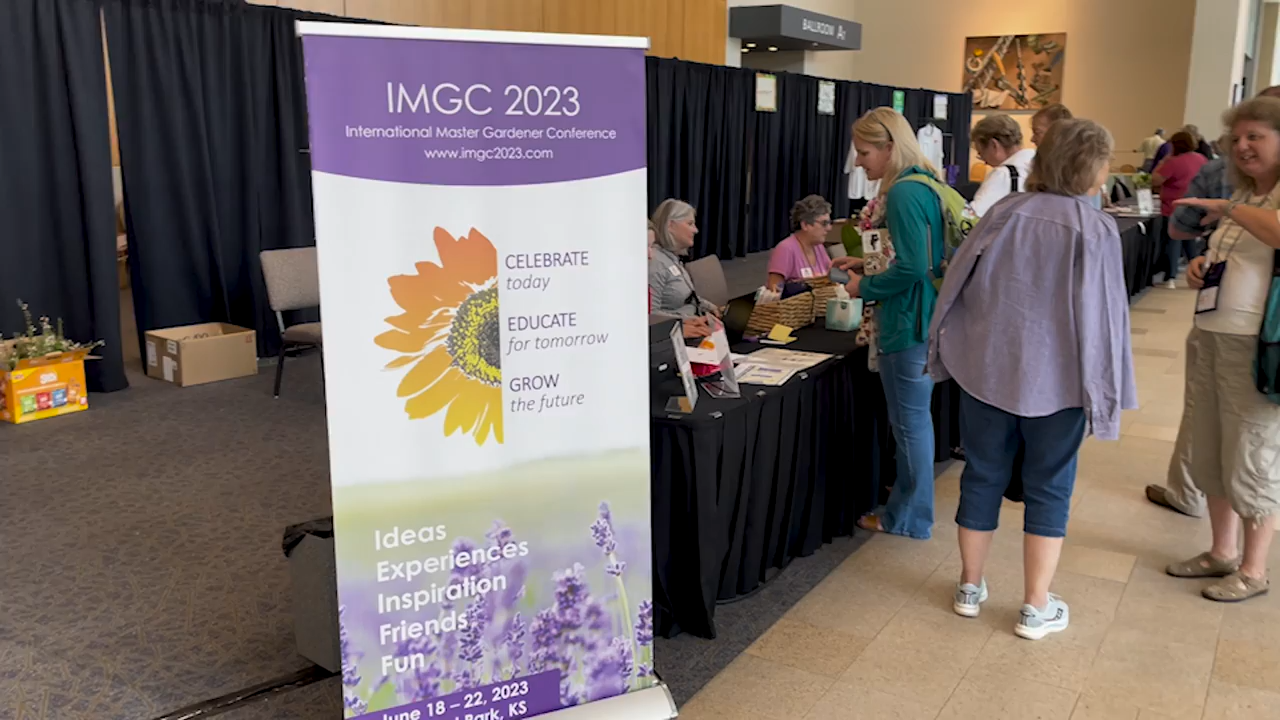 IMGC 2023
International Master Gardener Conference
www.imgc2023.com
CELEBRATE
today
EDUCATE
for tomorrow
GROW
the future
Ideas
Experiences
Inspiration
Friends
Fun
June 18 – 22, 2023
Park, KS
BALLROOM